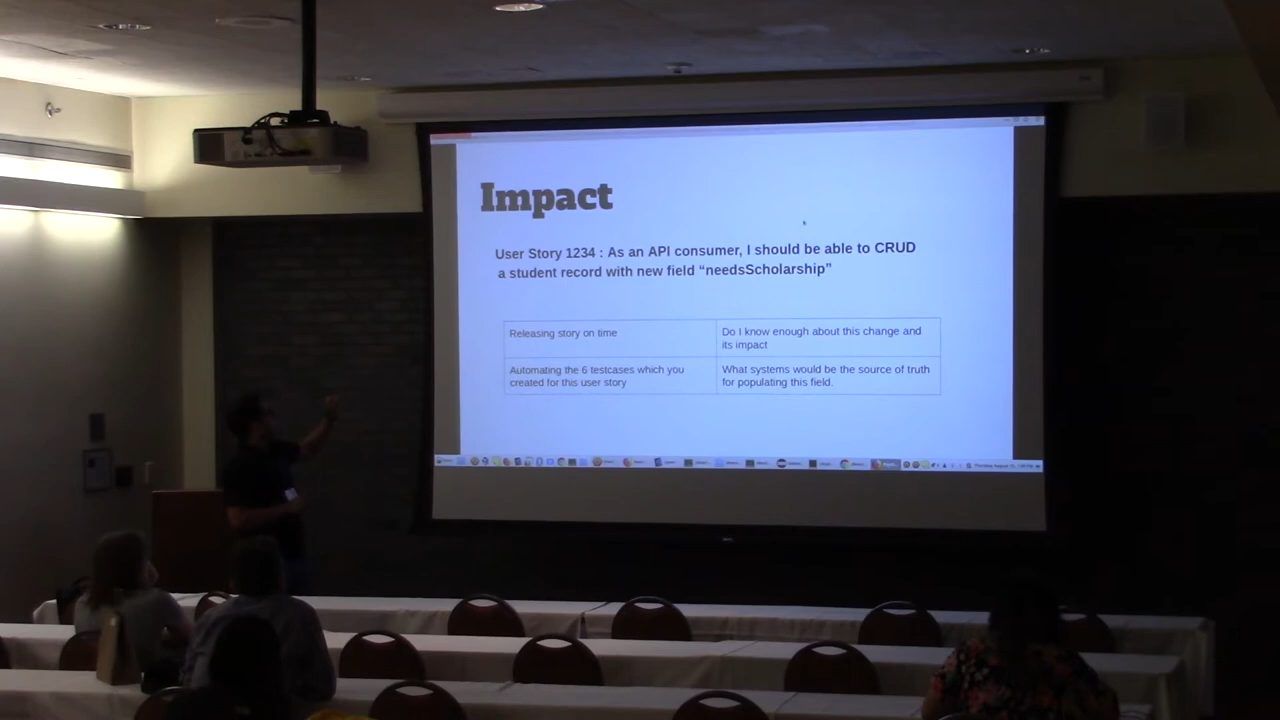 Impact
User Story 1234 : As an API consumer, I should be able to CRUD
a student record with new field “needsScholarship”
Releasing story on time
Do I know enough about this change and
its impact
Automating the 6 testcases which you
created for this user story
What systems would be the source of truth
for populating this field.